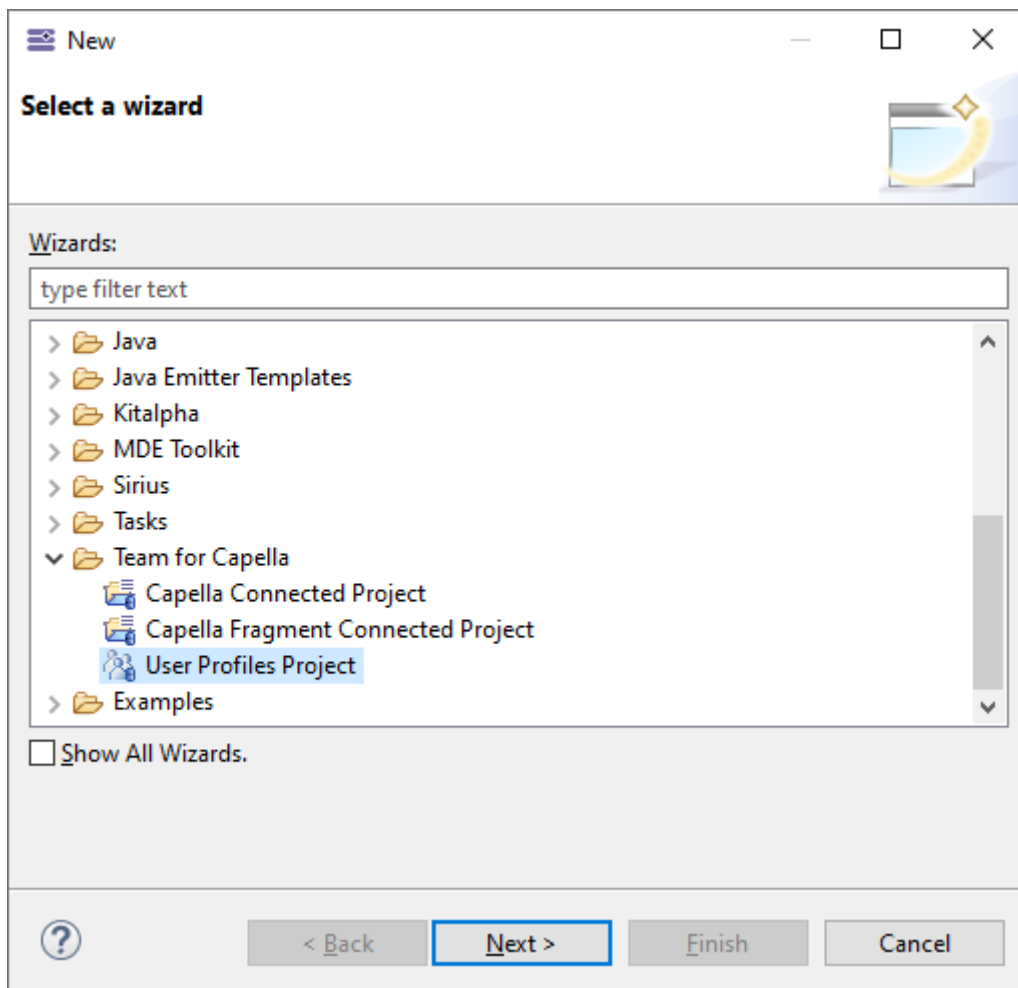 New
Select a wizard
Wizards:
type filter text
Java
Java Emitter Templates
Kitalpha
MDE Toolkit
Sirius
Tasks
Team for Capella
Capella Connected Project
Capella Fragment Connected Project
User Profiles Project
Examples
Show All Wizards.
?
< Back Next > Finish Cancel